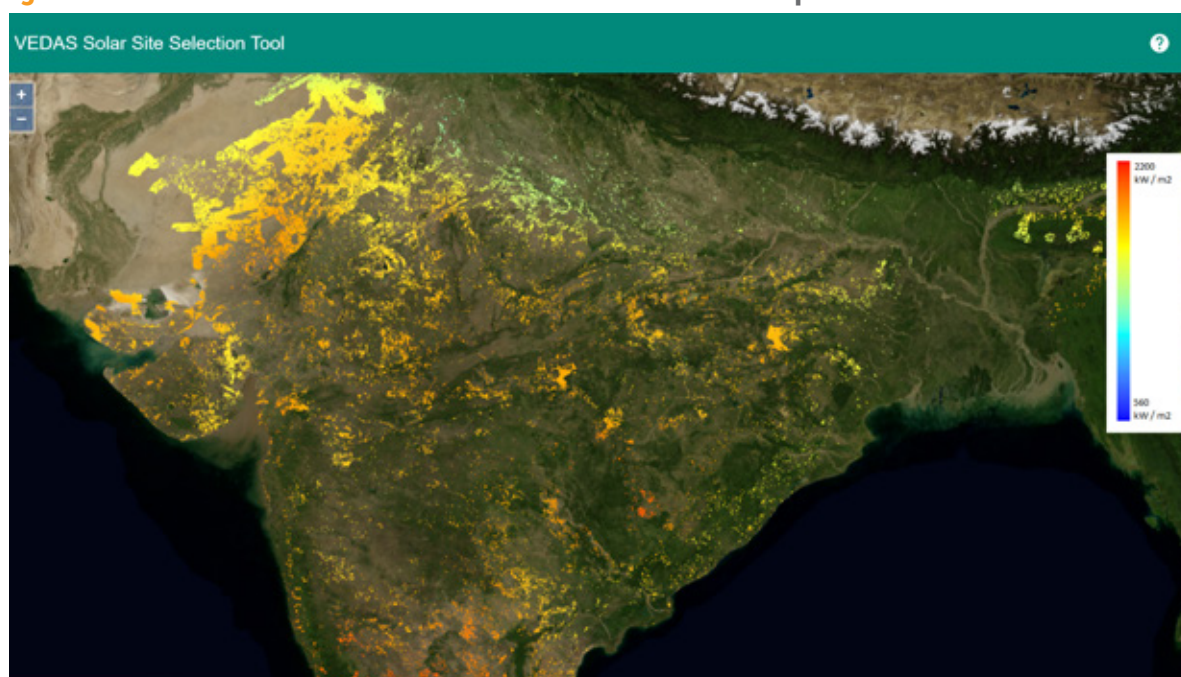 VEDAS Solar Site Selection Tool
?
+
−
2200
kW / m2
560
kW / m2